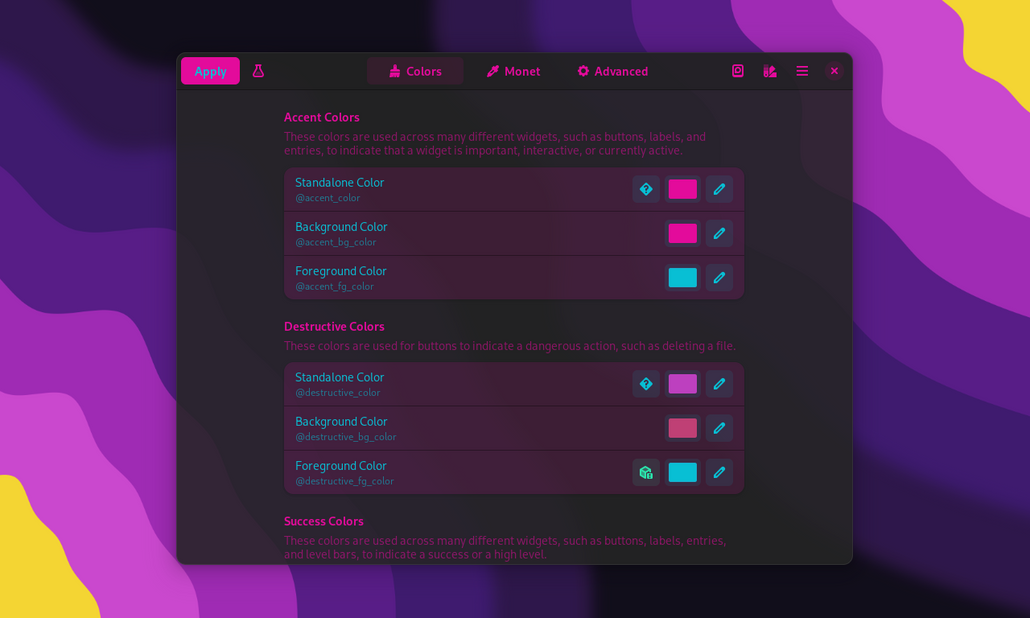 Apply
Colors
Monet
Advanced
Accent Colors
These colors are used across many different widgets, such as buttons, labels, and
entries, to indicate that a widget is important, interactive, or currently active.
Standalone Color
@accent_color
Background Color
@accent_bg_color
Foreground Color
@accent_fg_color
Destructive Colors
These colors are used for buttons to indicate a dangerous action, such as deleting a file.
Standalone Color
@destructive_color
Background Color
@destructive_bg_color
Foreground Color
@destructive_fg_color
Success Colors
These colors are used across many different widgets, such as buttons, labels, entries,
and level bars, to indicate a success or a high level.